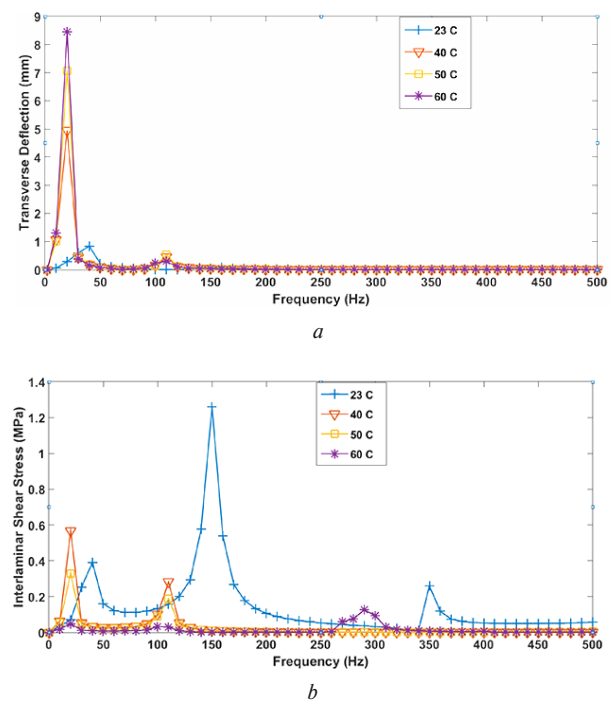 9
8
7
6
5
4
3
2
1
0
Transverse Deflection (mm)
23 C
40 C
50 C
60 C
0 50 100 150 200 250 300 350 400 450 500
Frequency (Hz)
a
1.4
1.2
1
0.8
0.6
0.4
0.2
0
Interlaminar Shear Stress (MPa)
23 C
40 C
50 C
60 C
0 50 100 150 200 250 300 350 400 450 500
Frequency (Hz)
b